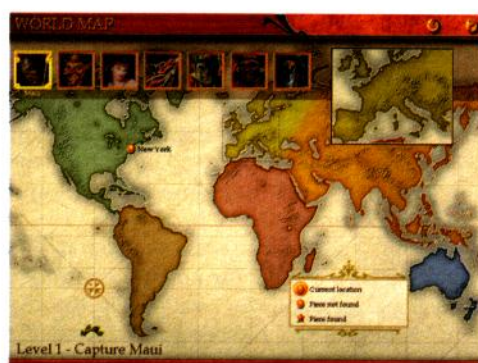 WORLD MAP
Maui
New York
Current location
Piece not found
Piece found
Level 1 - Capture Maui